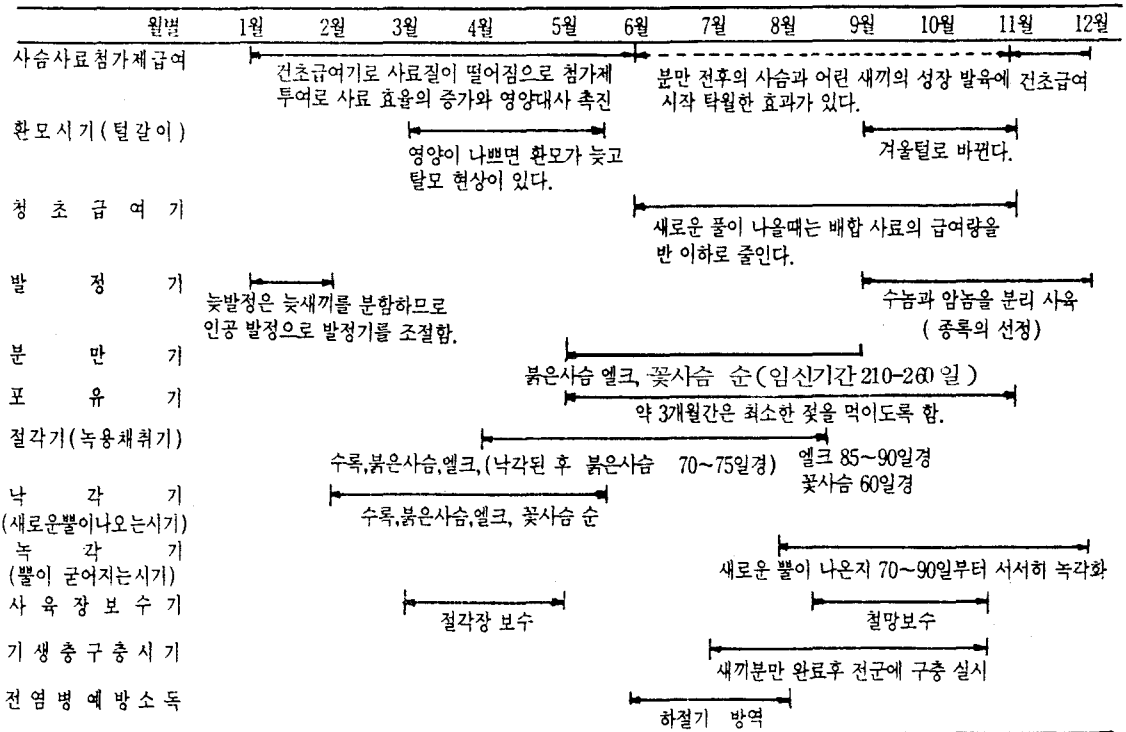 월별 1월 2월 3월 4월 5월 6월 7월 8월 9월 10월 11월 12월
사슴사료첨가제급여
건초급여기로 사료질이 떨어짐으로 첨가제
투여로 사료 효율의 증가와 영양대사 촉진
분만 전후의 사슴과 어린 새끼의 성장 발육에 건초급여
시작 탁월한 효과가 있다.
환모시기(털갈이)
영양이 나쁘면 환모가 늦고
탈모 현상이 있다.
겨울털로 바뀐다.
청초급여기
새로운 풀이 나올때는 배합 사료의 급여량을
반 이하로 줄인다.
발정기
늦발정은 늦새끼를 분함하므로
인공 발정으로 발정기를 조절함.
수놈과 암놈을 분리 사육
(종록의 선정)
분만기
붉은사슴 엘크, 꽃사슴 순(임신기간 210-260일)
포유기
약 3개월간은 최소한 젖을 먹이도록 함.
절각기(녹용채취기)
수록,붉은사슴,엘크,(낙각된 후 붉은사슴 70~75일경) 엘크 85~90일경
꽃사슴 60일경
낙각기
(새로운뿔이나오는시기)
수록,붉은사슴,엘크, 꽃사슴 순
녹각기
(뿔이 굳어지는시기)
새로운 뿔이 나온지 70~90일부터 서서히 녹각화
사육장보수기
절각장 보수
철망보수
기생충구충시기
새끼분만 완료후 전군에 구충 실시
전염병예방소독
하절기 방역